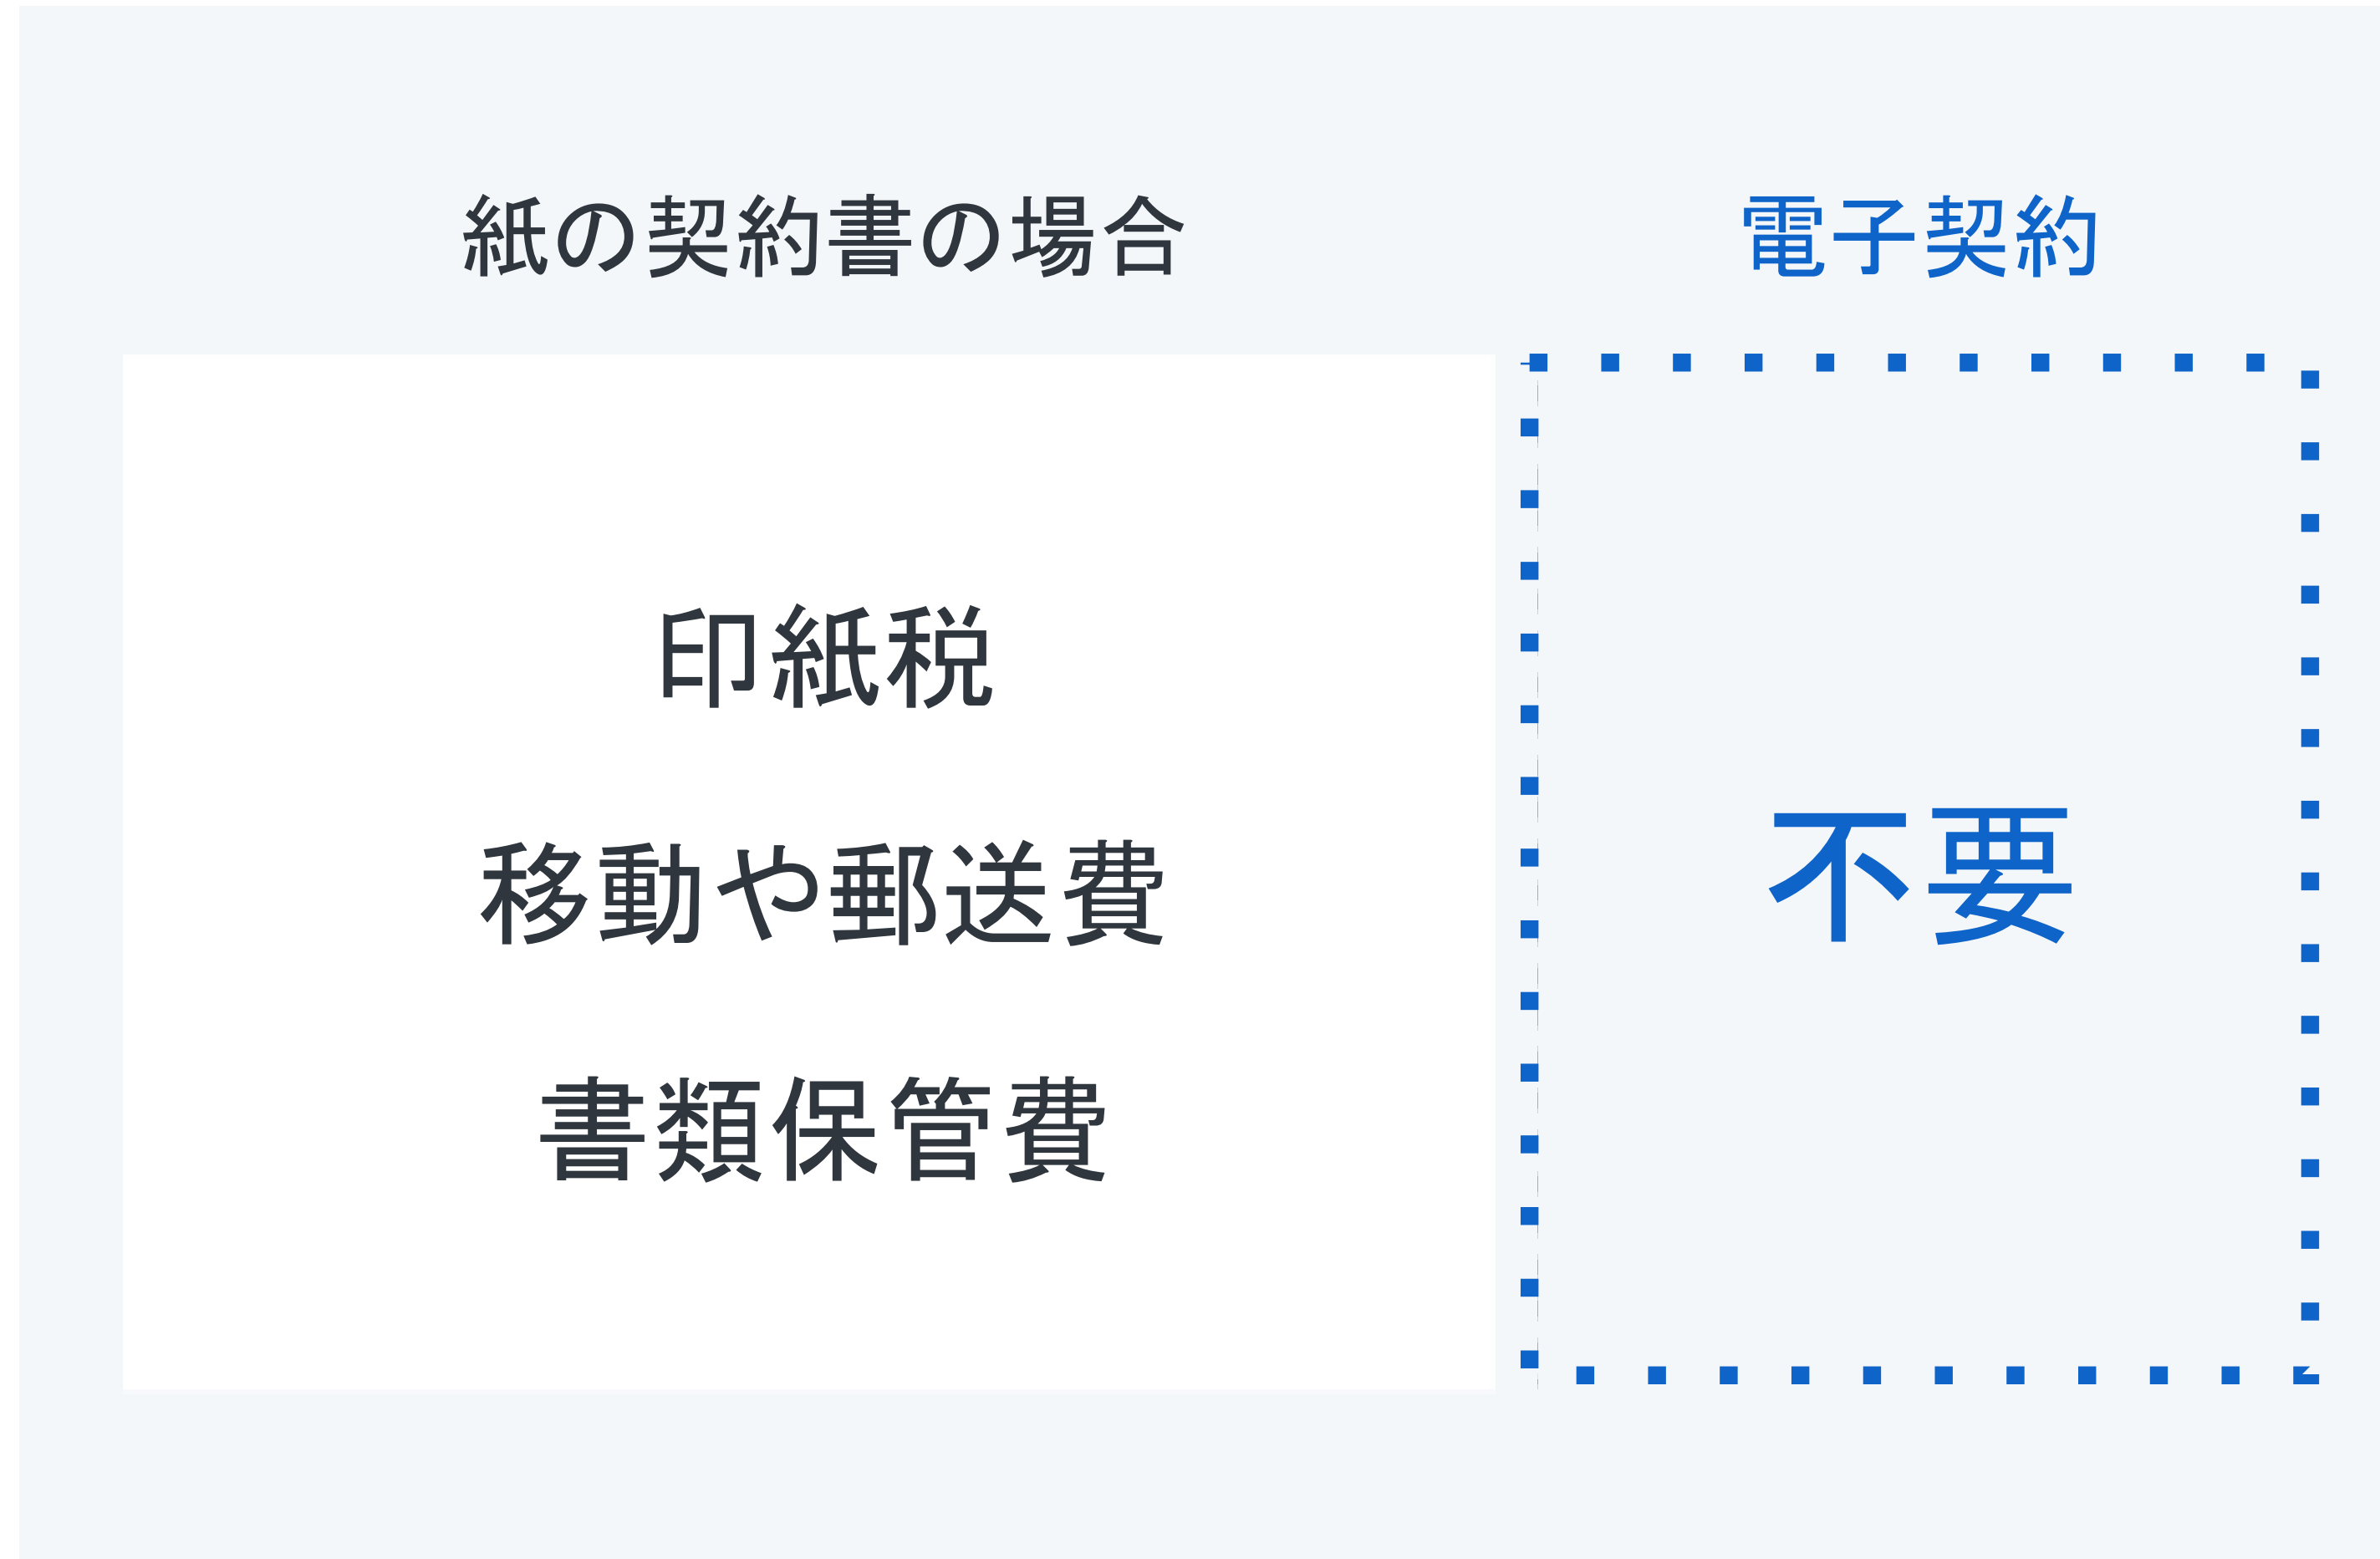 紙の契約書の場合
電子契約
印紙税
移動や郵送費
書類保管費
不要